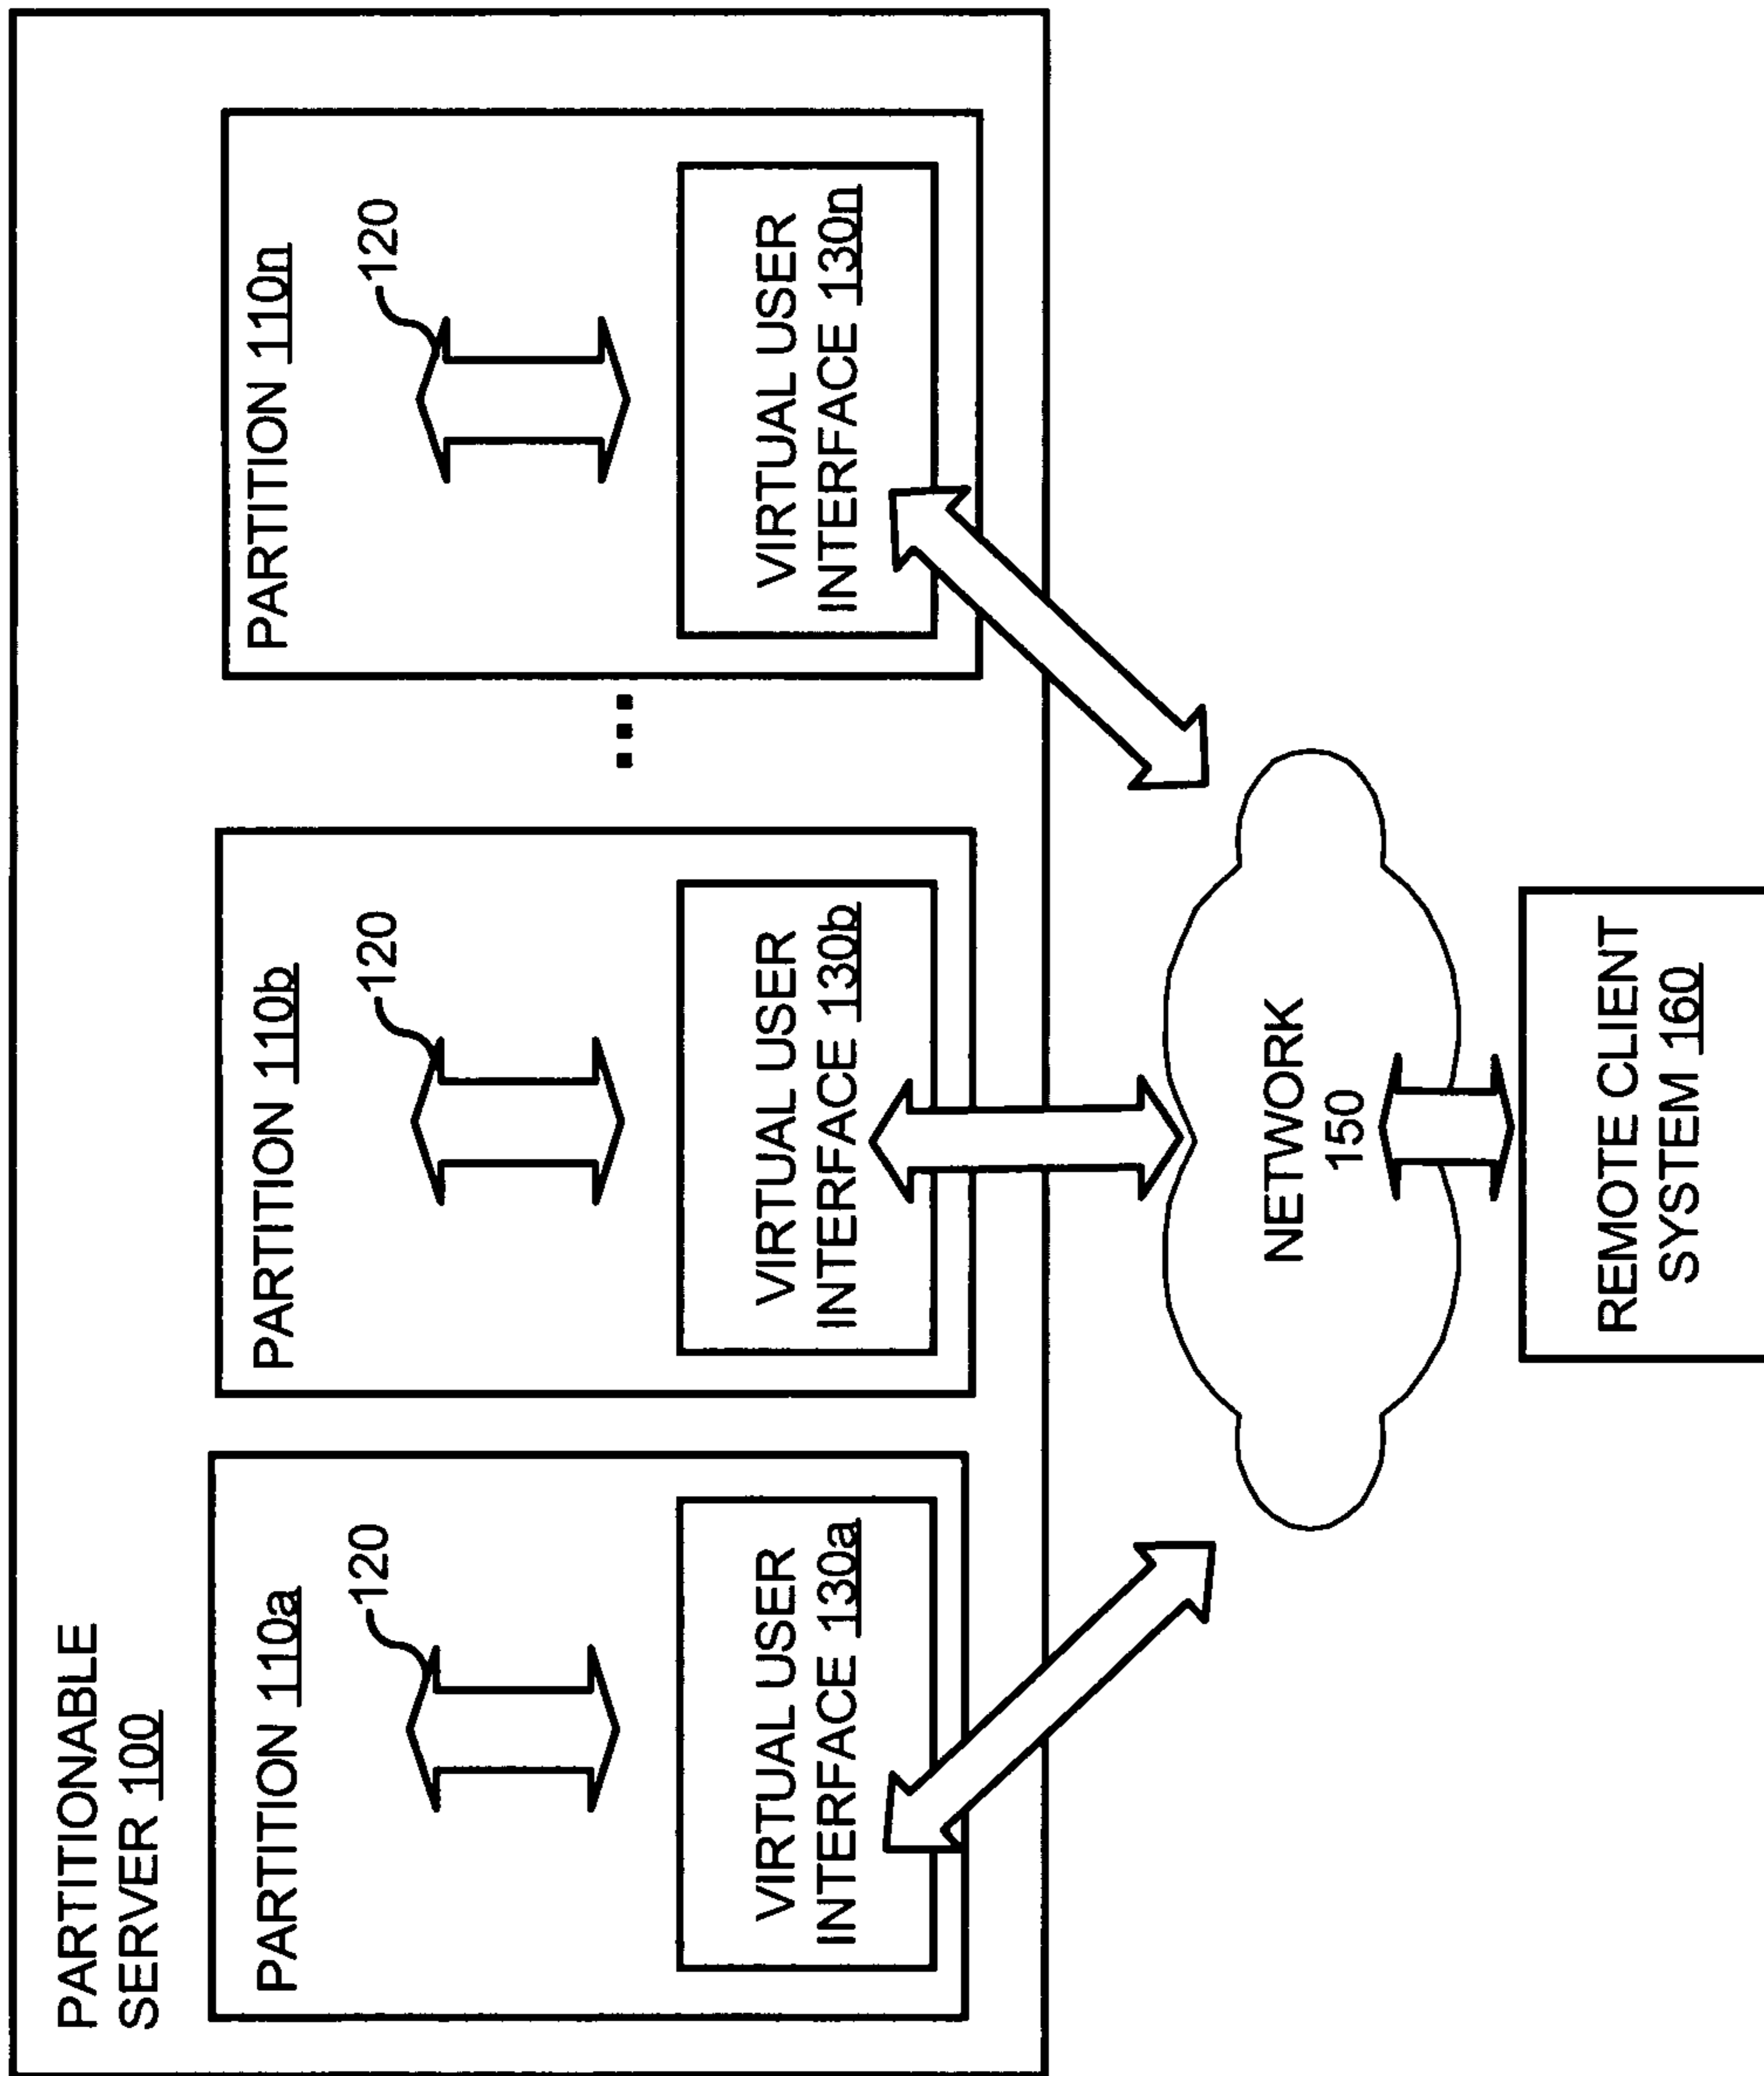 PARTITIONABLE
SERVER 100
PARTITION 110a
120
VIRTUAL USER
INTERFACE 130a
PARTITION 110b
120
VIRTUAL USER
INTERFACE 130b
...
PARTITION 110n
120
VIRTUAL USER
INTERFACE 130n
NETWORK
150
REMOTE CLIENT
SYSTEM 160